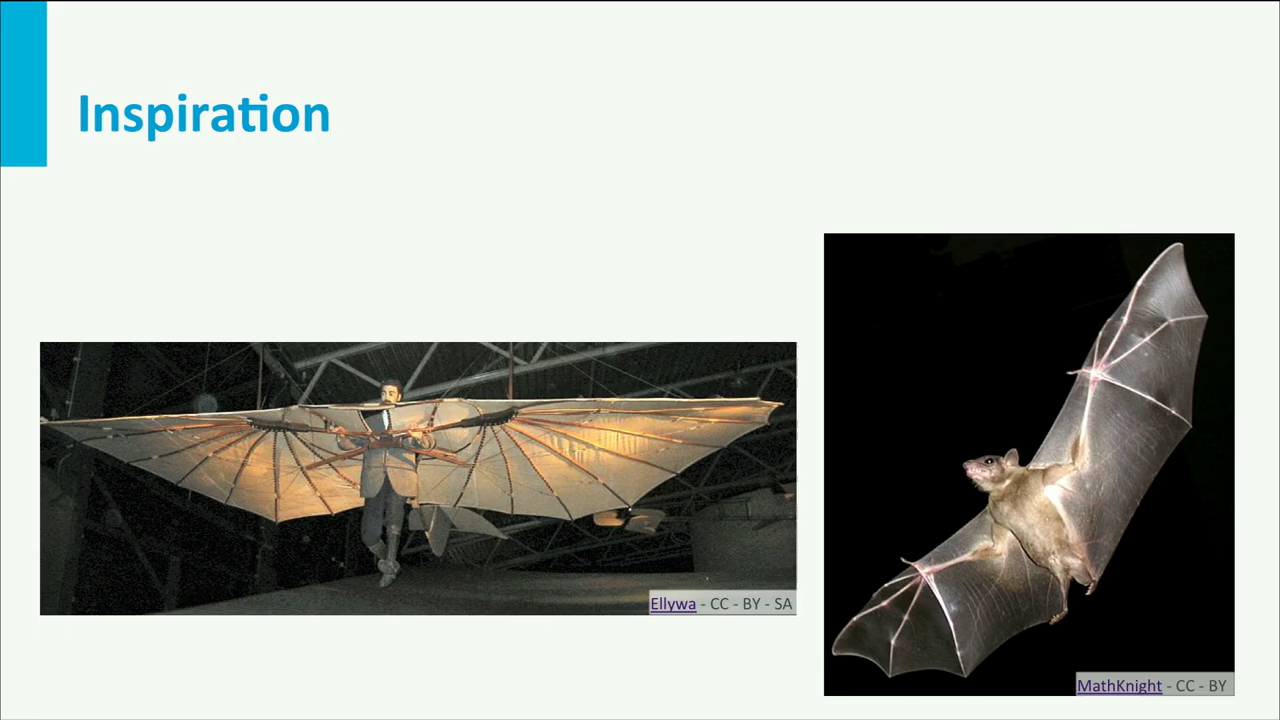 Inspiration
Ellywa - CC - BY - SA
MathKnight - CC - BY